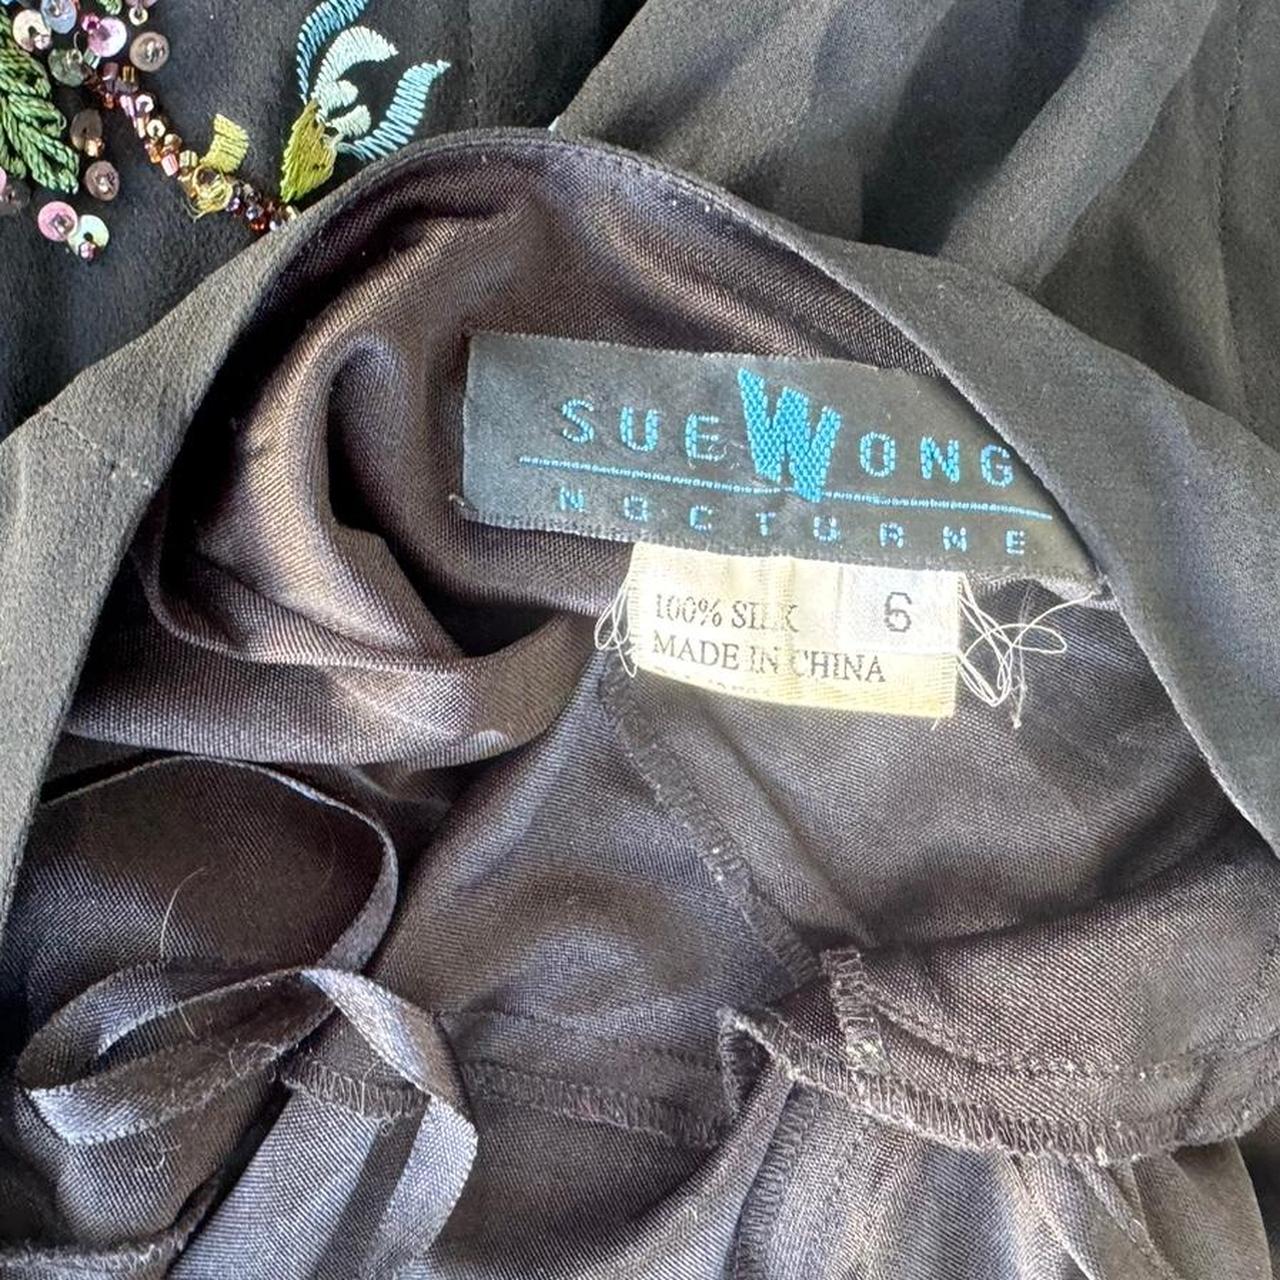 SUE WONG
NOCTURNE
100% SILK
6
MADE IN CHINA